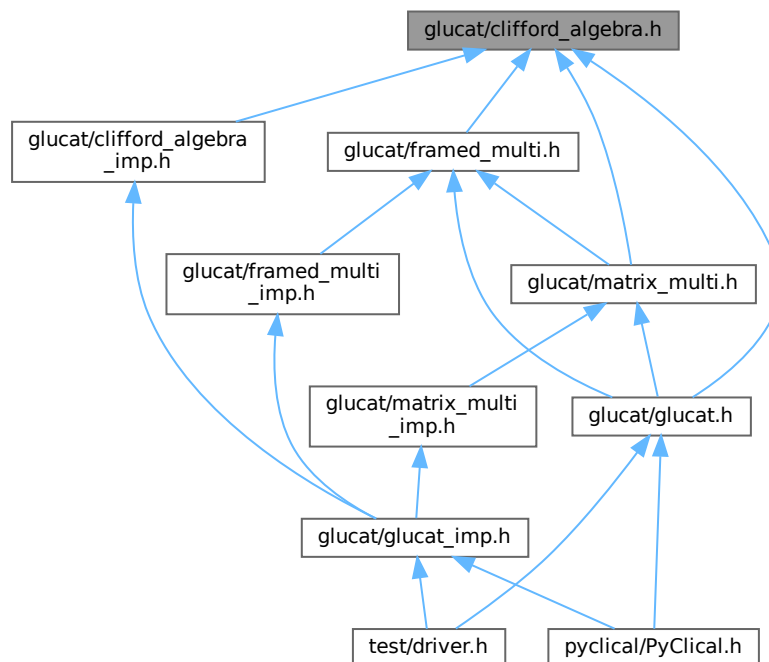 glucat/clifford_algebra.h
glucat/clifford_algebra
_imp.h
glucat/framed_multi.h
glucat/framed_multi
_imp.h
glucat/matrix_multi.h
glucat/matrix_multi
_imp.h
glucat/glucat.h
glucat/glucat_imp.h
test/driver.h
pyclical/PyClical.h